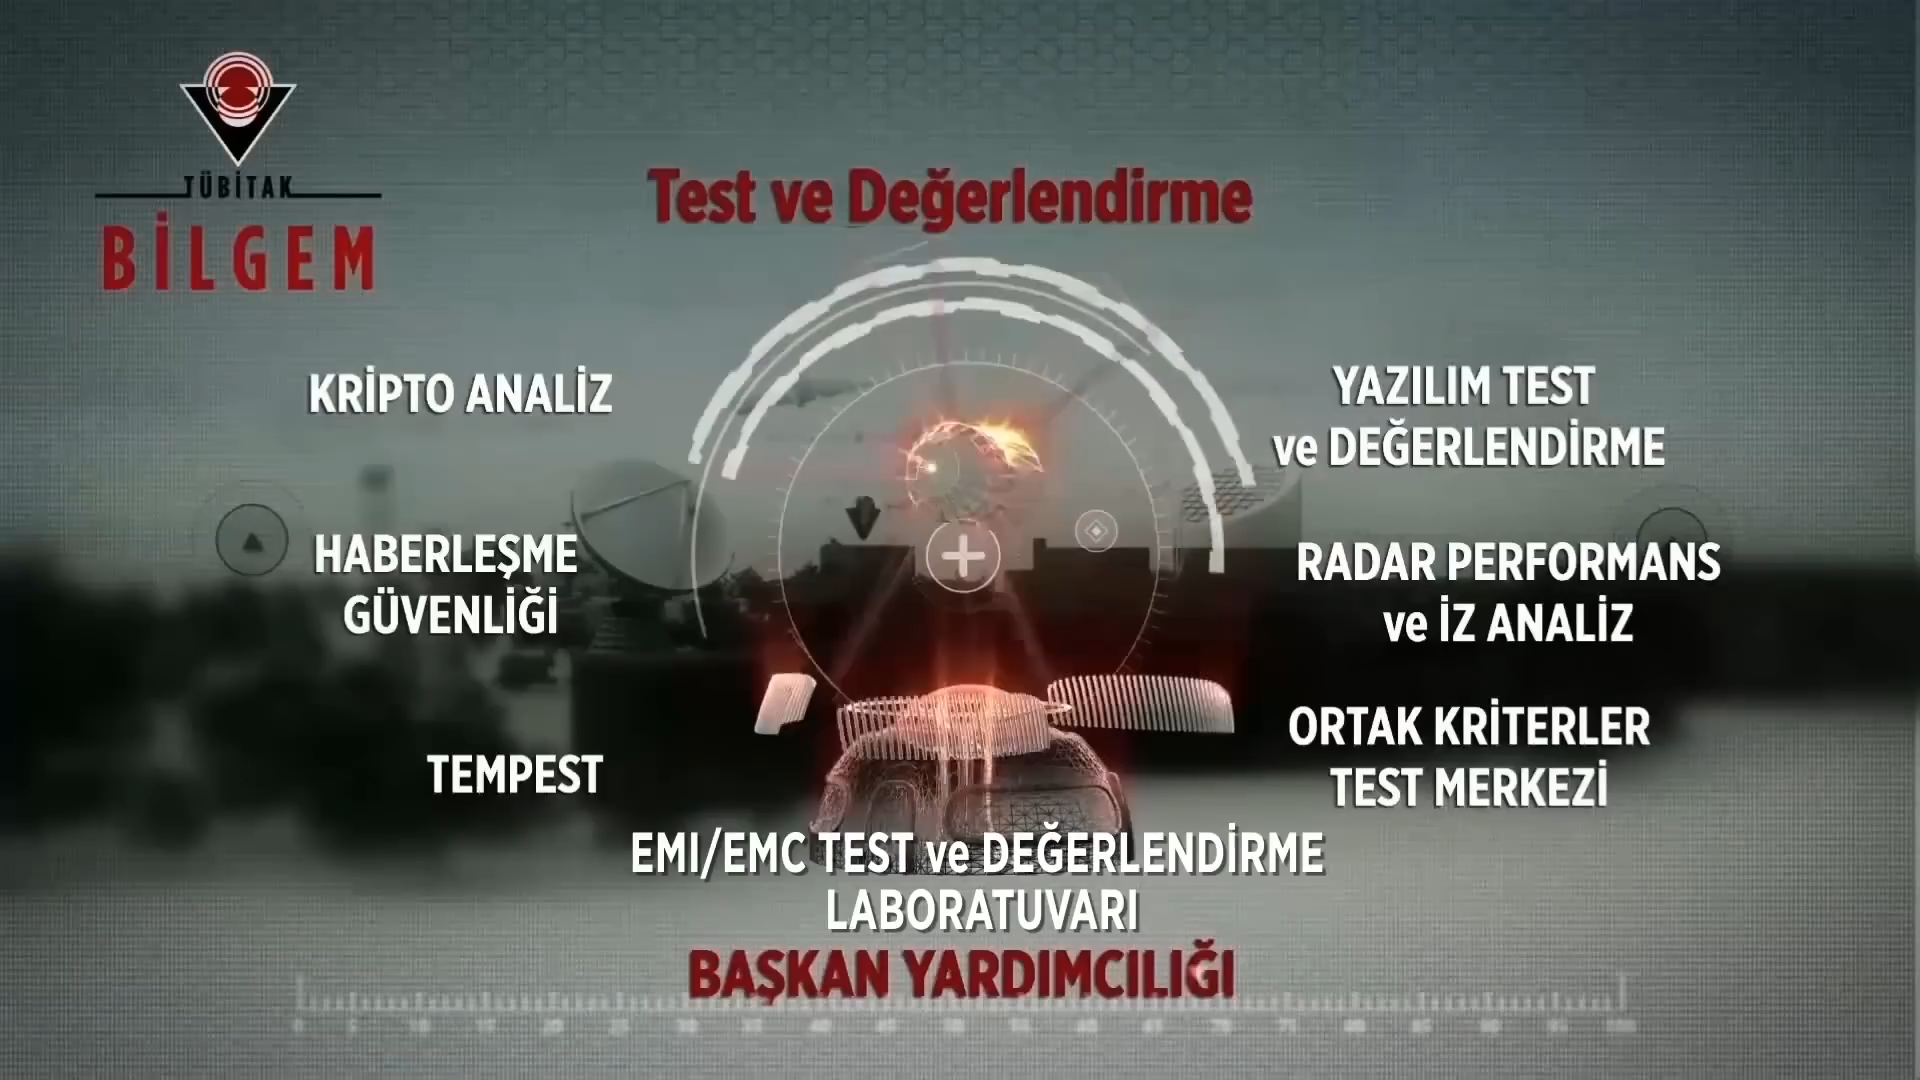 TÜBİTAK
BİLGEM
Test ve Değerlendirme
KRİPTO ANALİZ
HABERLEŞME
GÜVENLİĞİ
TEMPEST
YAZILIM TEST
ve DEĞERLENDİRME
RADAR PERFORMANS
ve İZ ANALİZ
ORTAK KRİTERLER
TEST MERKEZİ
EMI/EMC TEST ve DEĞERLENDİRME
LABORATUVARI
BAŞKAN YARDIMCILIĞI